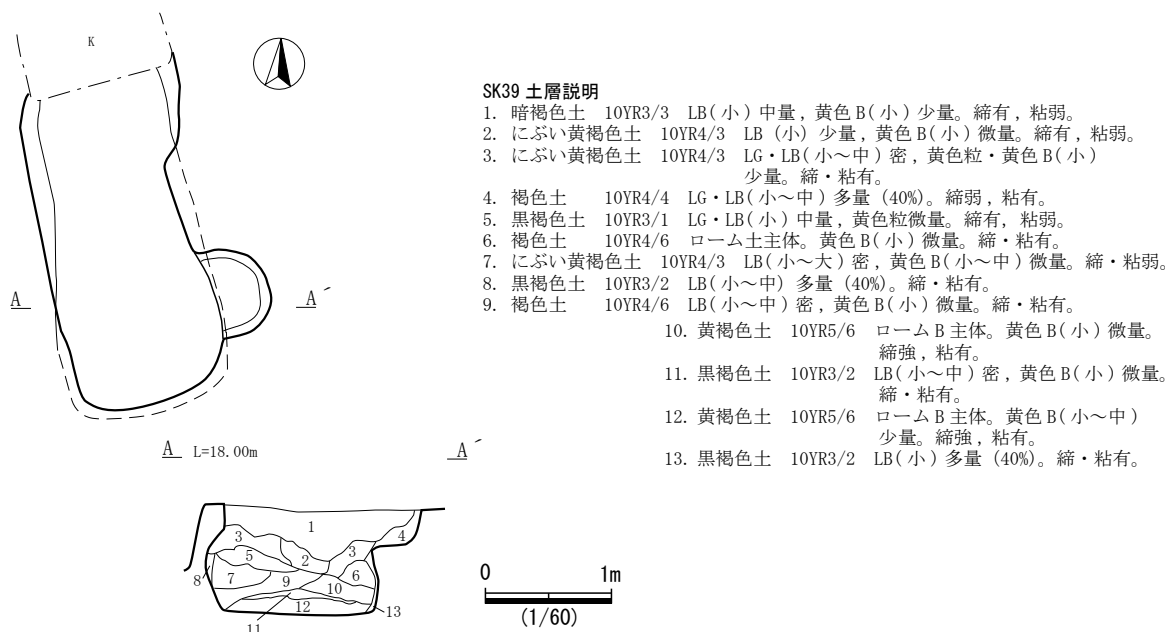 K
SK39 土層説明
1. 暗褐色土 10YR3/3 LB(小)中量,黄色B(小)少量。締有,粘弱。
2. にぶい黄褐色土 10YR4/3 LB(小)少量,黄色B(小)微量。締有,粘弱。
3. にぶい黄褐色土 10YR4/3 LG・LB(小～中)密,黄色粒・黄色B(小)
少量。締・粘有。
4. 褐色土 10YR4/4 LG・LB(小～中)多量(40%)。締弱,粘有。
5. 黒褐色土 10YR3/1 LG・LB(小)中量,黄色粒微量。締有,粘弱。
6. 褐色土 10YR4/6 ローム土主体。黄色B(小)微量。締・粘有。
7. にぶい黄褐色土 10YR4/3 LB(小～大)密,黄色B(小～中)微量。締・粘弱。
8. 黒褐色土 10YR3/2 LB(小～中)多量(40%)。締・粘有。
9. 褐色土 10YR4/6 LB(小～中)密,黄色B(小)微量。締・粘有。
10. 黄褐色土 10YR5/6 ロームB主体。黄色B(小)微量。
締強,粘有。
11. 黒褐色土 10YR3/2 LB(小～中)密,黄色B(小)微量。
締・粘有。
12. 黄褐色土 10YR5/6 ロームB主体。黄色B(小～中)
少量。締強,粘有。
13. 黒褐色土 10YR3/2 LB(小)多量(40%)。締・粘有。
A A´
A L=18.00m A´
1
3 2 3 4
5
8 7 9 10 6
12 13
11
0 1m
(1/60)